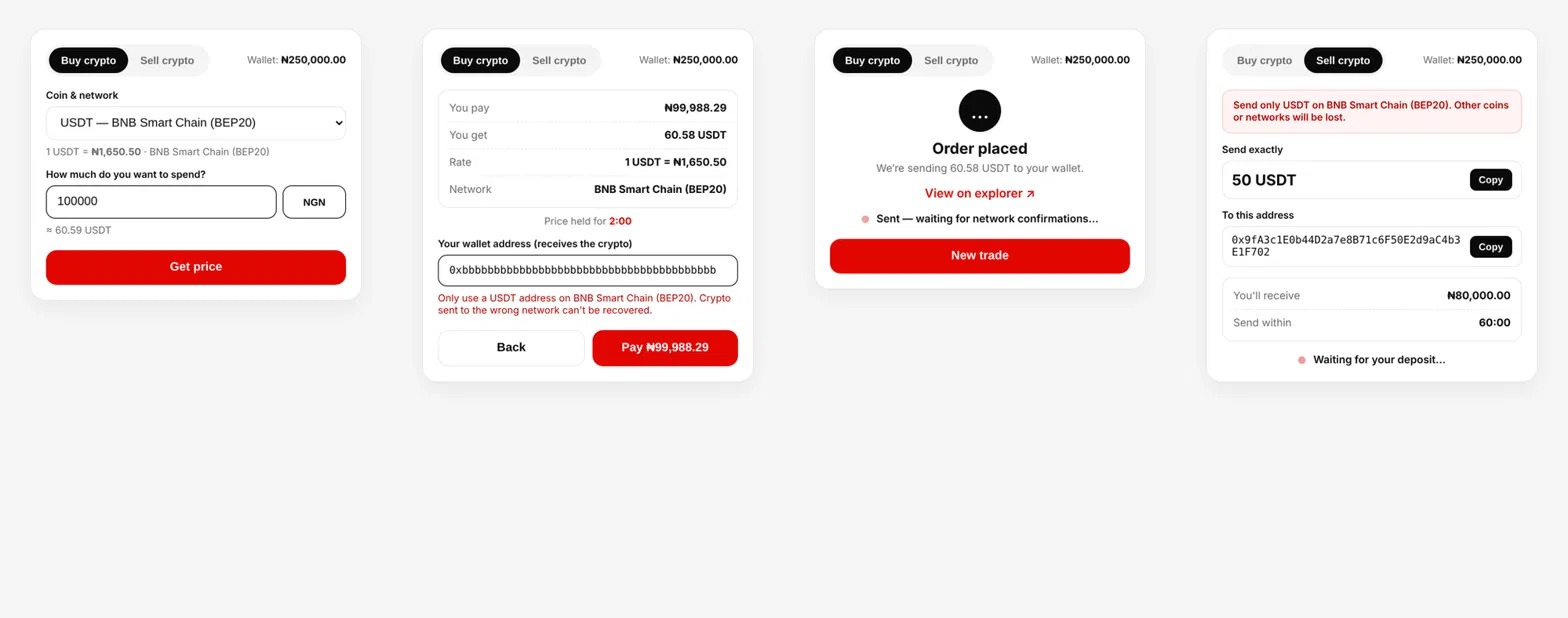 Buy crypto
Sell crypto
Wallet: ₦250,000.00
Coin & network
USDT — BNB Smart Chain (BEP20)
1 USDT = ₦1,650.50 · BNB Smart Chain (BEP20)
How much do you want to spend?
100000
NGN
≈ 60.59 USDT
Get price
Buy crypto
Sell crypto
Wallet: ₦250,000.00
You pay
₦99,988.29
You get
60.58 USDT
Rate
1 USDT = ₦1,650.50
Network
BNB Smart Chain (BEP20)
Price held for 2:00
Your wallet address (receives the crypto)
0xbbbbbbbbbbbbbbbbbbbbbbbbbbbbbbbbbbbbbbbb
Only use a USDT address on BNB Smart Chain (BEP20). Crypto
sent to the wrong network can't be recovered.
Back
Pay ₦99,988.29
Buy crypto
Sell crypto
Wallet: ₦250,000.00
...
Order placed
We're sending 60.58 USDT to your wallet.
View on explorer ↗
Sent — waiting for network confirmations...
New trade
Buy crypto
Sell crypto
Wallet: ₦250,000.00
Send only USDT on BNB Smart Chain (BEP20). Other coins
or networks will be lost.
Send exactly
50 USDT
Copy
To this address
0x9fA3c1E0b44D2a7e8B71c6F50E2d9aC4b3
E1F702
Copy
You'll receive
₦80,000.00
Send within
60:00
Waiting for your deposit...